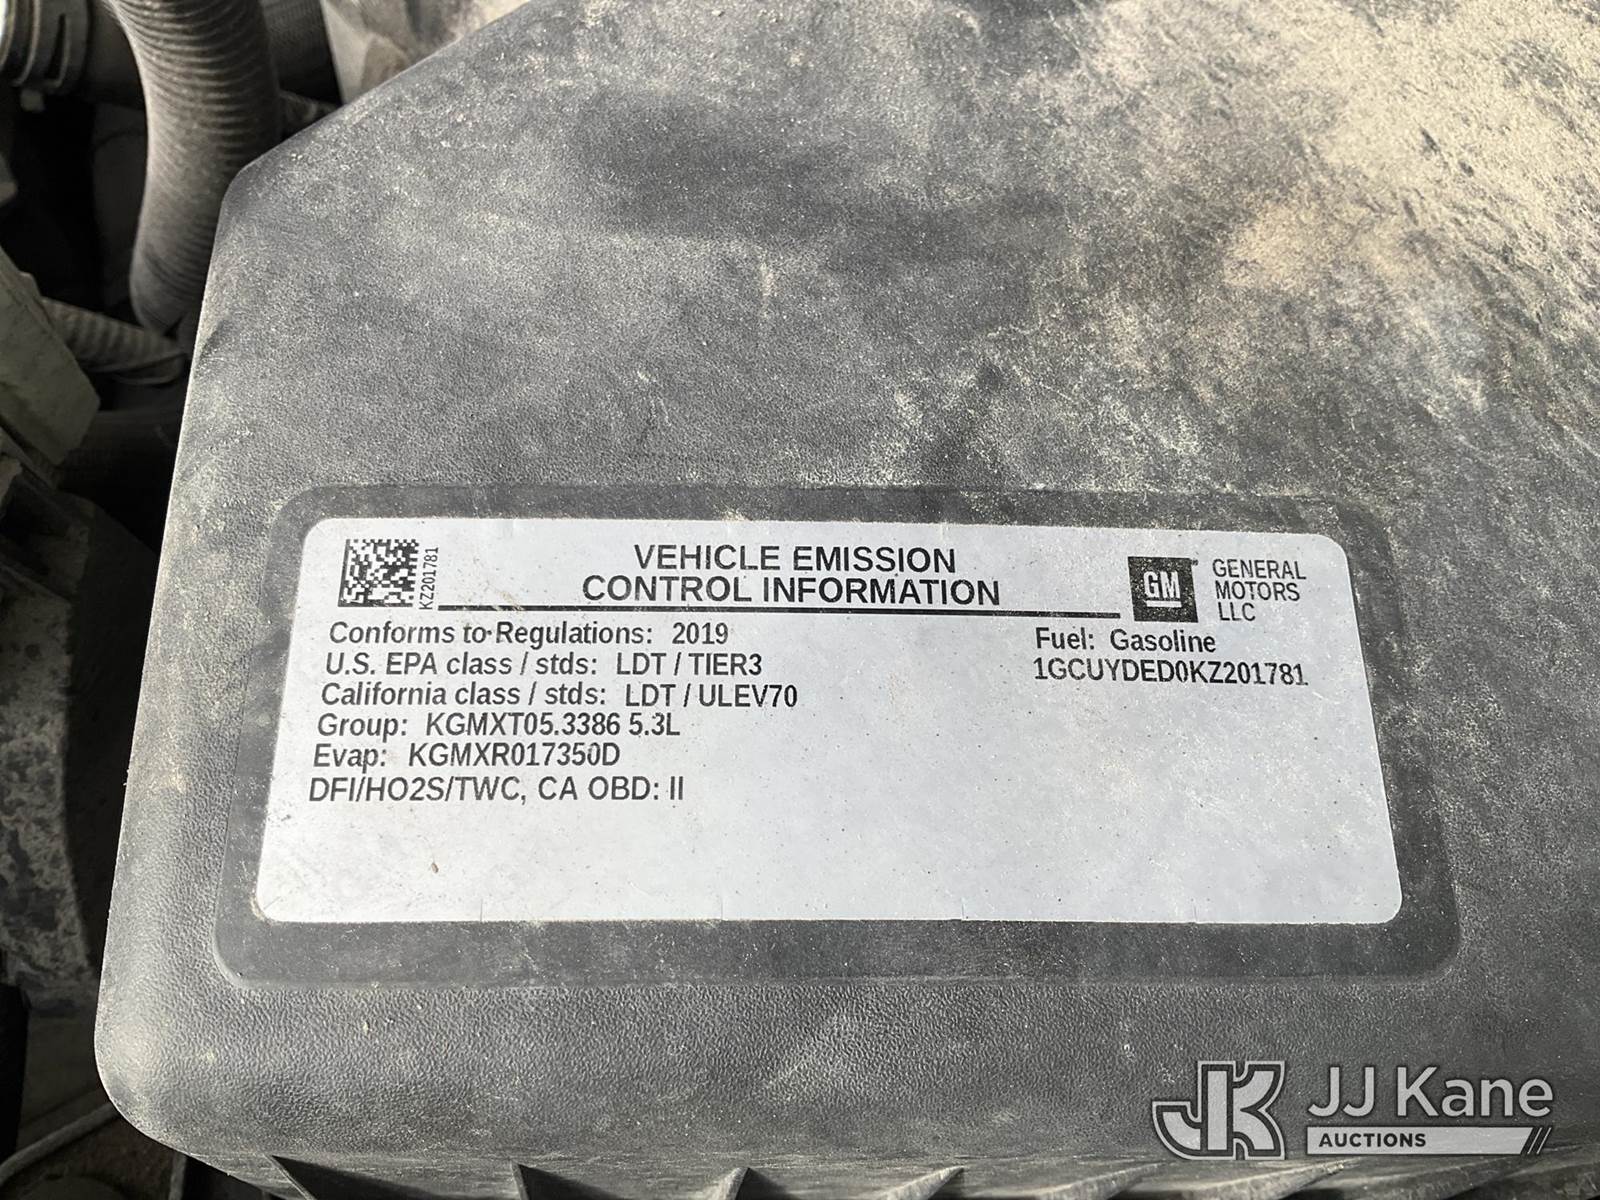 KZ201781
VEHICLE EMISSION
CONTROL INFORMATION
GM
GENERAL
MOTORS
LLC
Conforms to Regulations: 2019
U.S. EPA class / stds: LDT / TIER3
California class / stds: LDT / ULEV70
Group: KGMXT05.3386 5.3L
Evap: KGMXR017350D
DFI/HO2S/TWC, CA OBD: II
Fuel: Gasoline
1GCUYDED0KZ201781
JK
JJ Kane
AUCTIONS